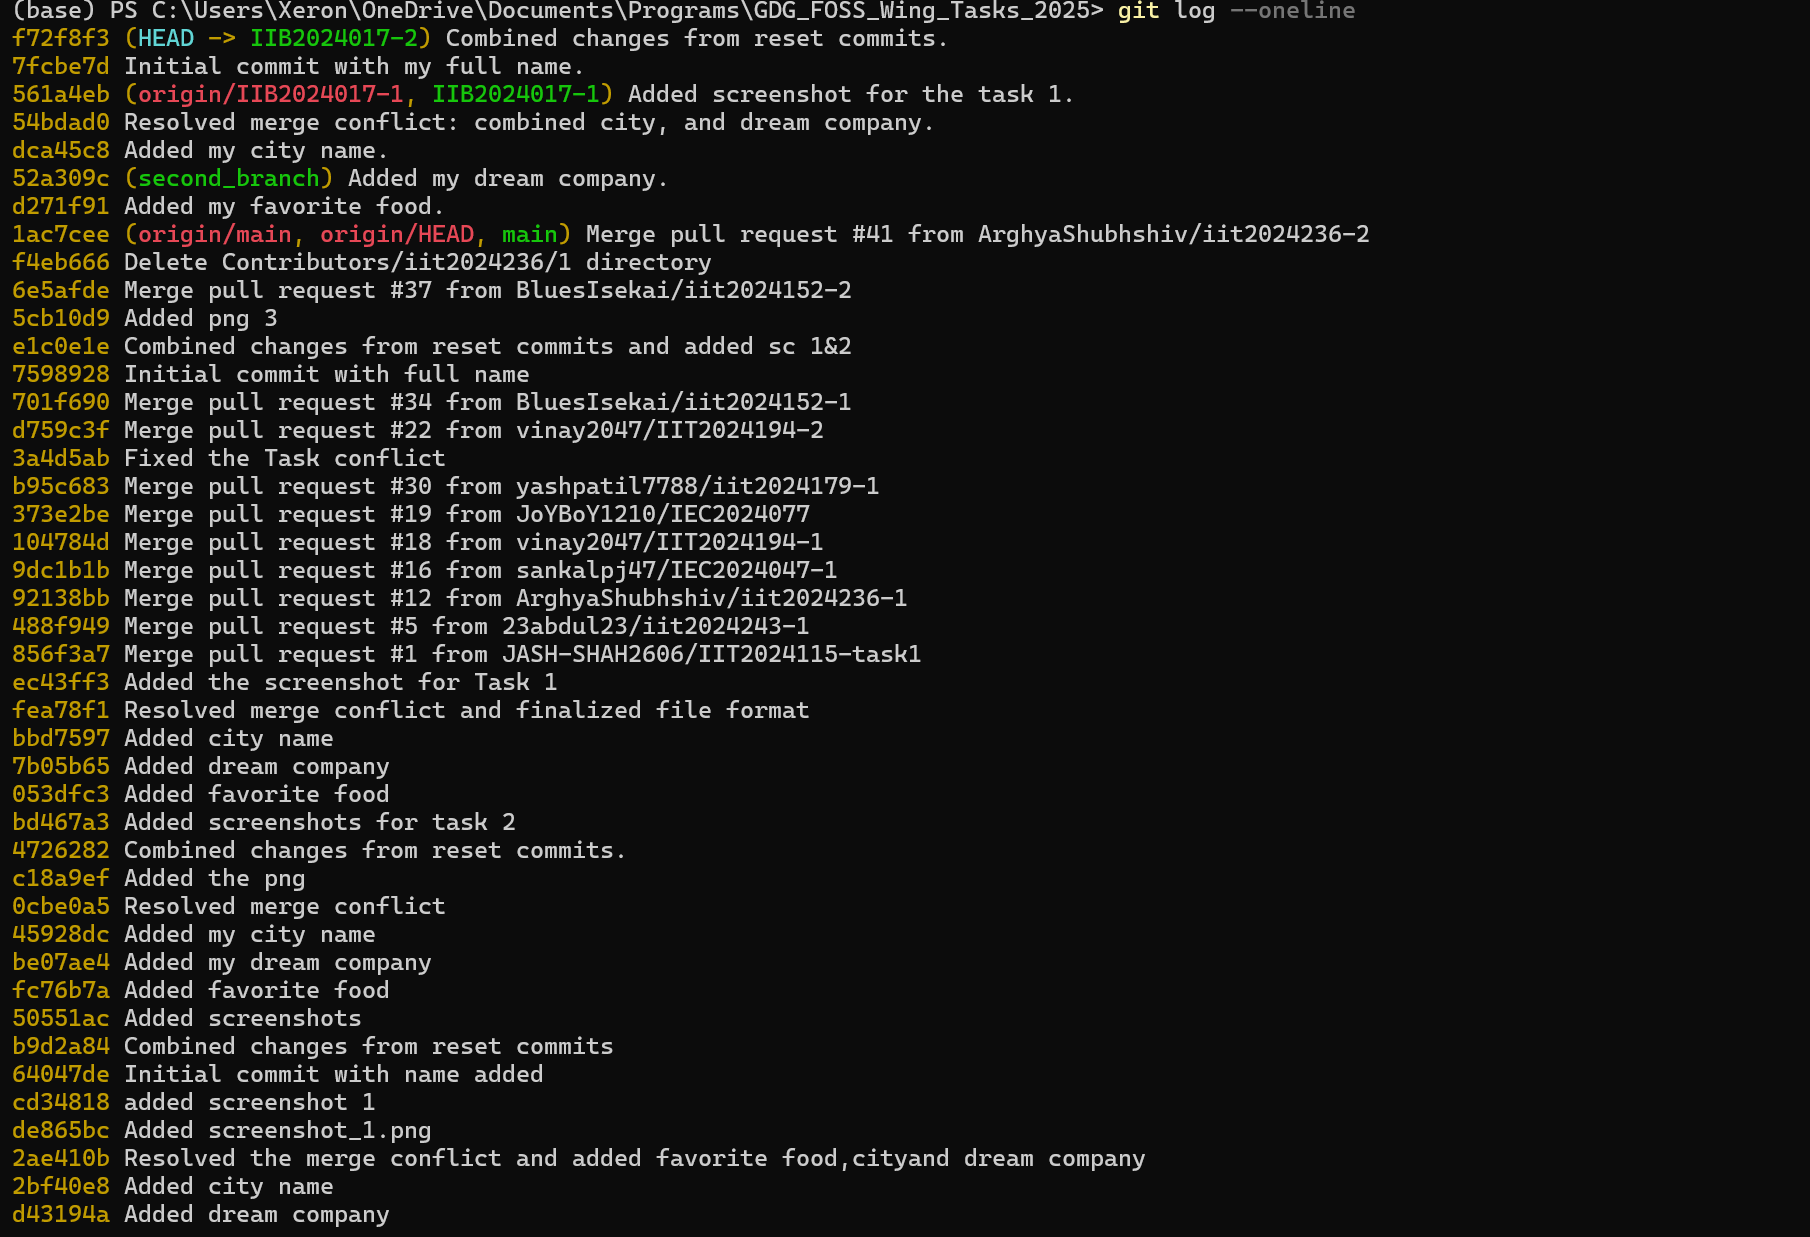 (base) PS C:\Users\Xeron\OneDrive\Documents\Programs\GDG_FOSS_Wing_Tasks_2025> git log --oneline
f72f8f3 (HEAD -> IIB2024017-2) Combined changes from reset commits.
7fcbe7d Initial commit with my full name.
561a4eb (origin/IIB2024017-1, IIB2024017-1) Added screenshot for the task 1.
54bdad0 Resolved merge conflict: combined city, and dream company.
dca45c8 Added my city name.
52a309c (second_branch) Added my dream company.
d271f91 Added my favorite food.
1ac7cee (origin/main, origin/HEAD, main) Merge pull request #41 from ArghyaShubhshiv/iit2024236-2
f4eb666 Delete Contributors/iit2024236/1 directory
6e5afde Merge pull request #37 from BluesIsekai/iit2024152-2
5cb10d9 Added png 3
e1c0e1e Combined changes from reset commits and added sc 1&2
7598928 Initial commit with full name
701f690 Merge pull request #34 from BluesIsekai/iit2024152-1
d759c3f Merge pull request #22 from vinay2047/IIT2024194-2
3a4d5ab Fixed the Task conflict
b95c683 Merge pull request #30 from yashpatil7788/iit2024179-1
373e2be Merge pull request #19 from JoYBoY1210/IEC2024077
104784d Merge pull request #18 from vinay2047/IIT2024194-1
9dc1b1b Merge pull request #16 from sankalpj47/IEC2024047-1
92138bb Merge pull request #12 from ArghyaShubhshiv/iit2024236-1
488f949 Merge pull request #5 from 23abdul23/iit2024243-1
856f3a7 Merge pull request #1 from JASH-SHAH2606/IIT2024115-task1
ec43ff3 Added the screenshot for Task 1
fea78f1 Resolved merge conflict and finalized file format
bbd7597 Added city name
7b05b65 Added dream company
053dfc3 Added favorite food
bd467a3 Added screenshots for task 2
4726282 Combined changes from reset commits.
c18a9ef Added the png
0cbe0a5 Resolved merge conflict
45928dc Added my city name
be07ae4 Added my dream company
fc76b7a Added favorite food
50551ac Added screenshots
b9d2a84 Combined changes from reset commits
64047de Initial commit with name added
cd34818 added screenshot 1
de865bc Added screenshot_1.png
2ae410b Resolved the merge conflict and added favorite food,cityand dream company
2bf40e8 Added city name
d43194a Added dream company